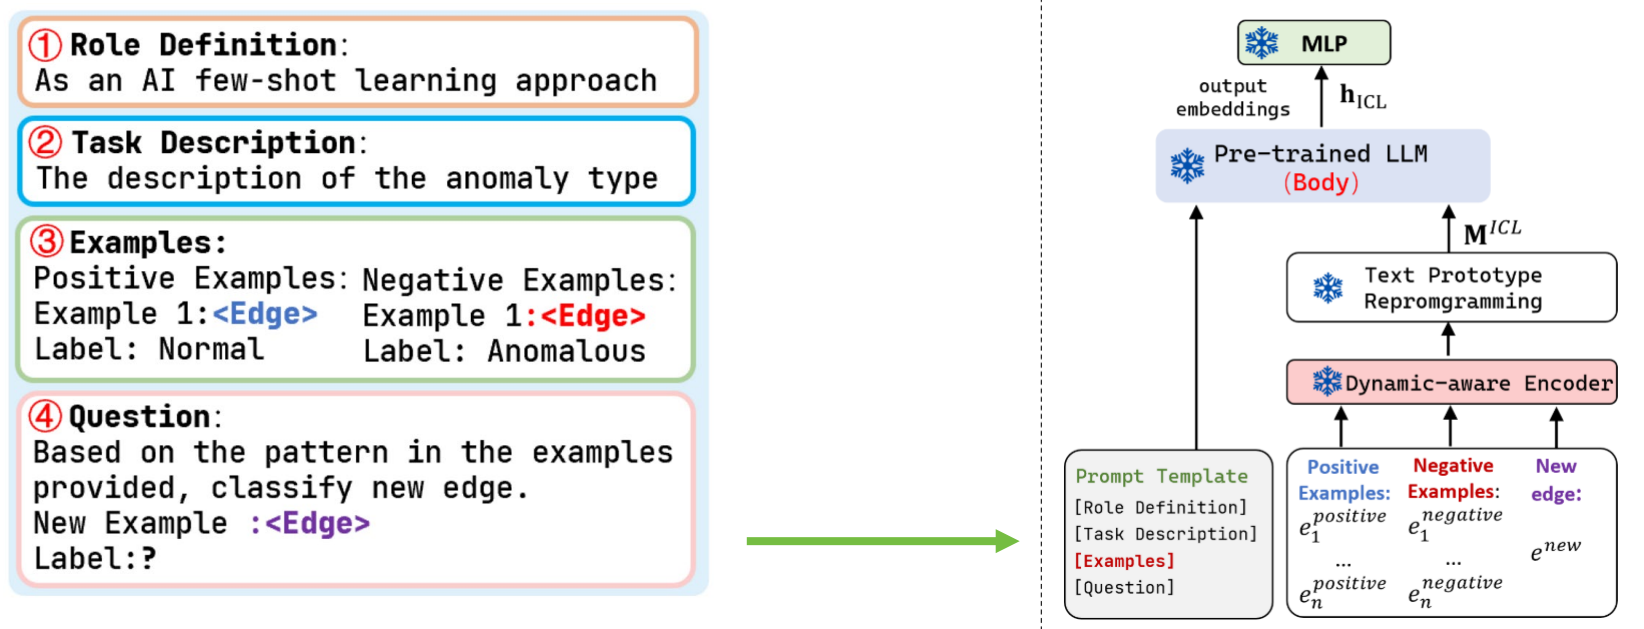 ① Role Definition:
As an AI few-shot learning approach
② Task Description:
The description of the anomaly type
③ Examples:
Positive Examples:
Example 1:<Edge>
Label: Normal
Negative Examples:
Example 1:<Edge>
Label: Anomalous
④ Question:
Based on the pattern in the examples
provided, classify new edge.
New Example :<Edge>
Label:?
MLP
output
embeddings
h_ICL
Pre-trained LLM
(Body)
M^ICL
Text Prototype
Repromgramming
Dynamic-aware Encoder
Prompt Template
[Role Definition]
[Task Description]
[Examples]
[Question]
Positive
Examples:
e_1^positive
...
e_n^positive
Negative
Examples:
e_1^negative
...
e_n^negative
New
edge:
e^new